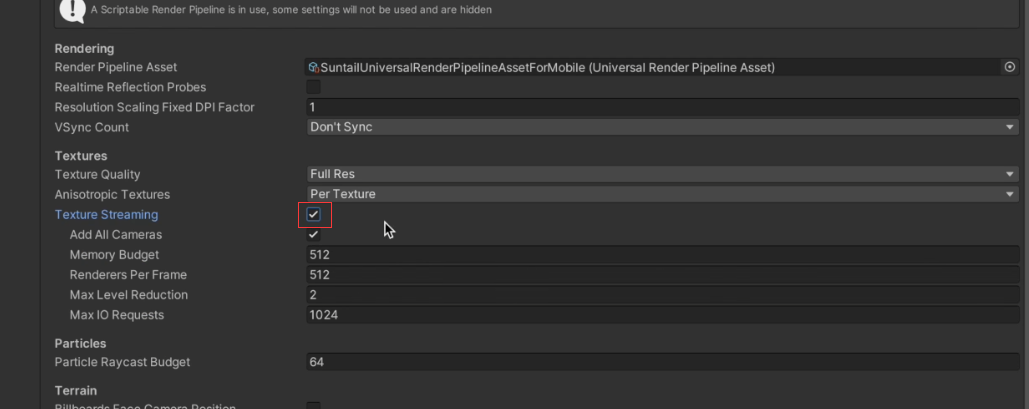 A Scriptable Render Pipeline is in use, some settings will not be used and are hidden
Rendering
Render Pipeline Asset SuntailUniversalRenderPipelineAssetForMobile (Universal Render Pipeline Asset)
Realtime Reflection Probes
Resolution Scaling Fixed DPI Factor 1
VSync Count Don't Sync
Textures
Texture Quality Full Res
Anisotropic Textures Per Texture
Texture Streaming
Add All Cameras
Memory Budget 512
Renderers Per Frame 512
Max Level Reduction 2
Max IO Requests 1024
Particles
Particle Raycast Budget 64
Terrain
Billboards Face Camera Position